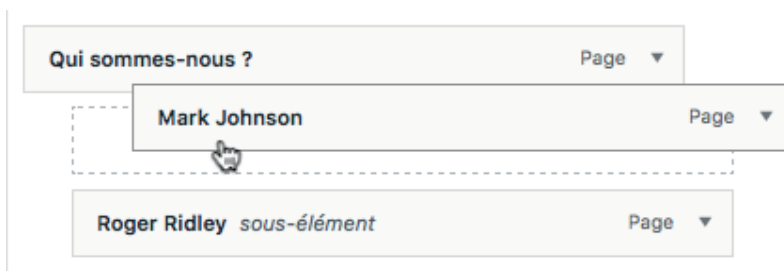 Qui sommes-nous ? Page
Mark Johnson Page
Roger Ridley sous-élément Page